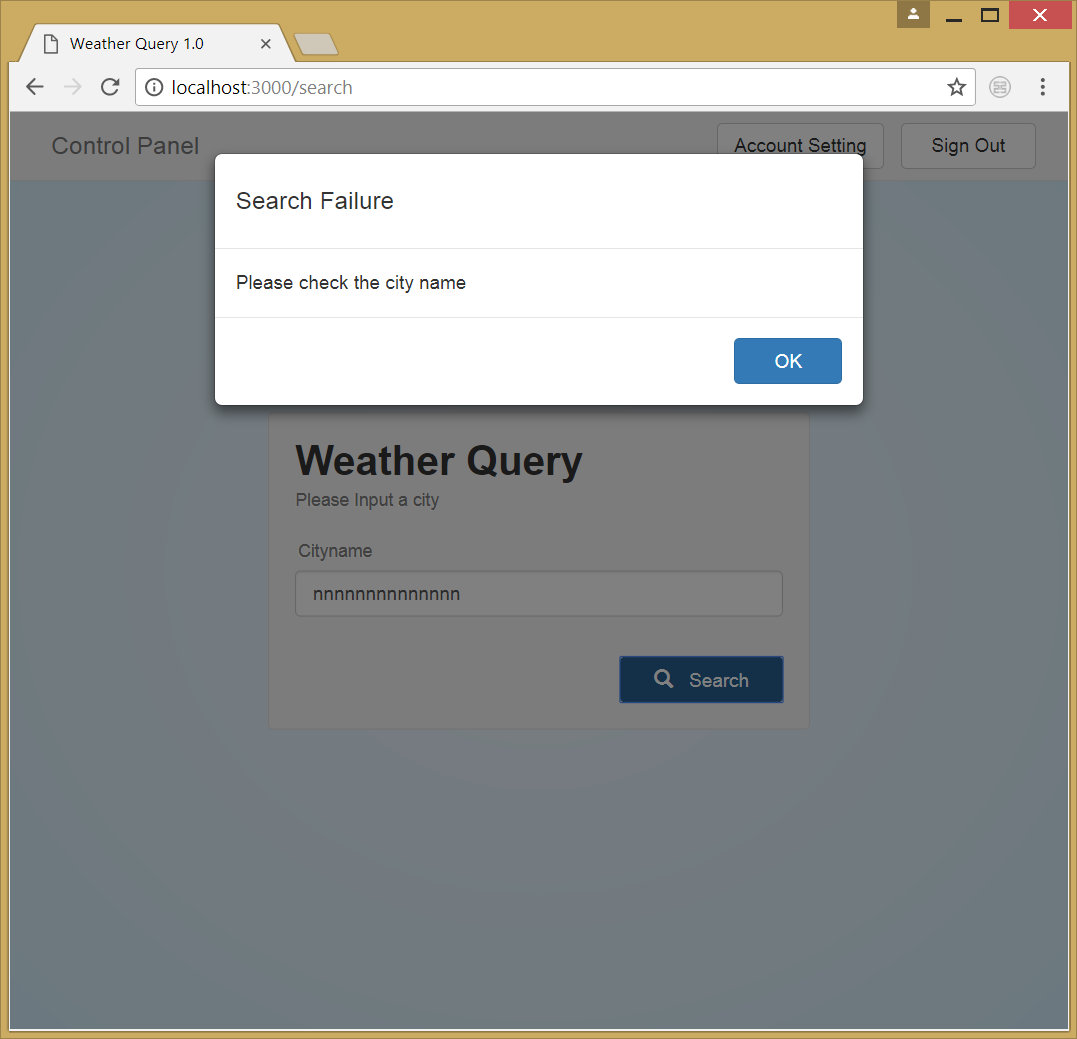 Weather Query 1.0
localhost:3000/search
Control Panel
Account Setting
Sign Out
Search Failure
Please check the city name
OK
Weather Query
Please Input a city
Cityname
nnnnnnnnnnnnnn
Search